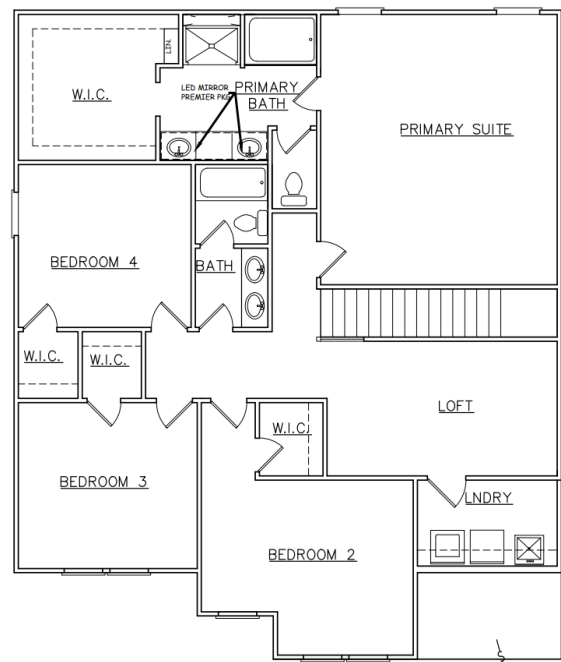 LIN.
W.I.C.
LED MIRROR
PREMIER PKG
PRIMARY
BATH
PRIMARY SUITE
BEDROOM 4
BATH
W.I.C.
W.I.C.
LOFT
W.I.C.
BEDROOM 3
LNDRY
BEDROOM 2